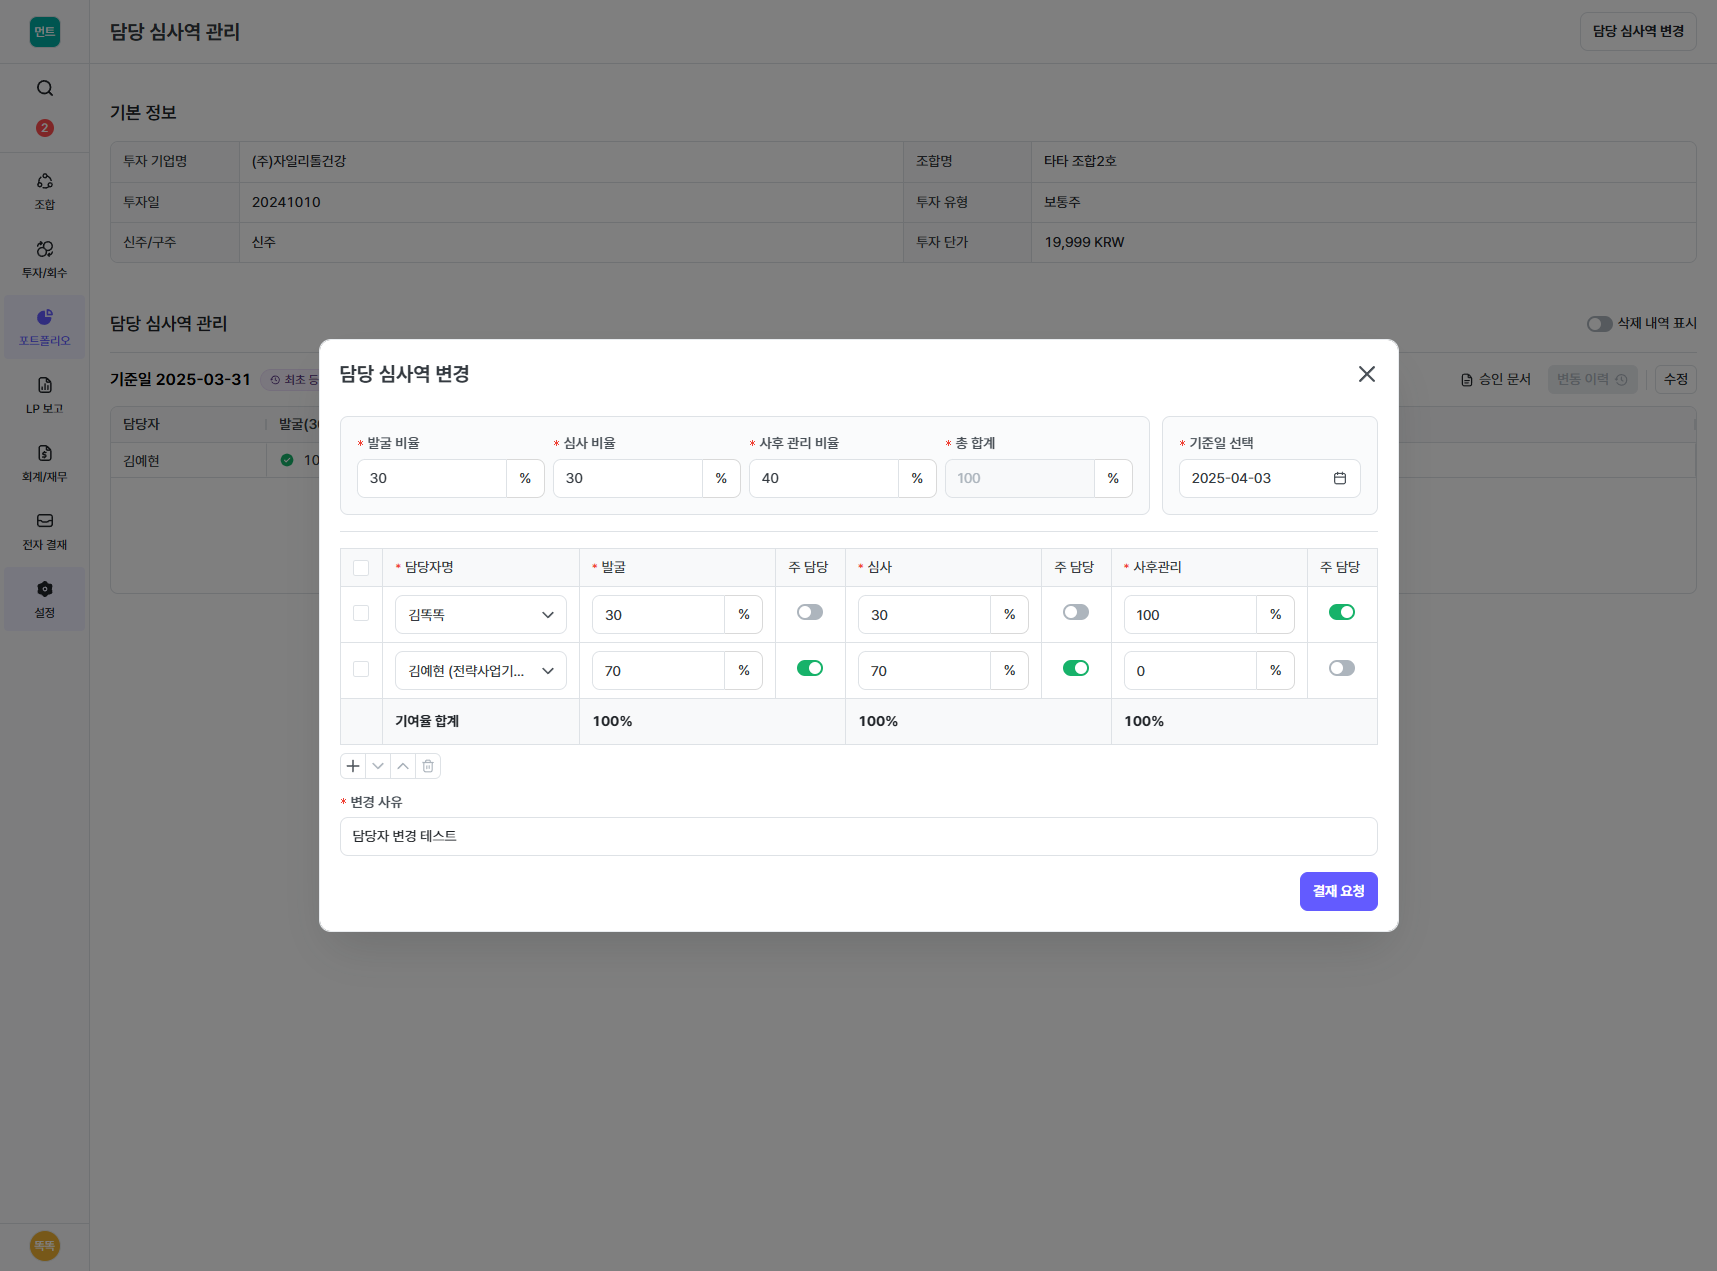 먼트
담당 심사역 관리
담당 심사역 변경
2
조합
투자/회수
포트폴리오
LP 보고
회계/재무
전자 결재
설정
똑똑
기본 정보
투자 기업명 (주)자일리톨건강 조합명 타타 조합2호
투자일 20241010 투자 유형 보통주
신주/구주 신주 투자 단가 19,999 KRW
담당 심사역 관리
삭제 내역 표시
기준일 2025-03-31 최초 등
승인 문서 변동 이력 수정
담당자 발굴(30
김예현 10
담당 심사역 변경
* 발굴 비율 * 심사 비율 * 사후 관리 비율 * 총 합계 * 기준일 선택
30 % 30 % 40 % 100 % 2025-04-03
* 담당자명 * 발굴 주 담당 * 심사 주 담당 * 사후관리 주 담당
김똑똑 30 % 30 % 100 %
김예현 (전략사업기... 70 % 70 % 0 %
기여율 합계 100% 100% 100%
* 변경 사유
담당자 변경 테스트
결재 요청